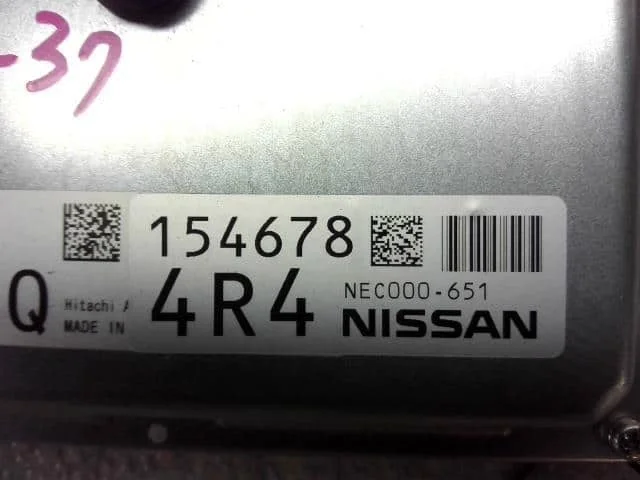 -37
154678
Q
Hitachi A
MADE IN
4R4
NEC000-651
NISSAN